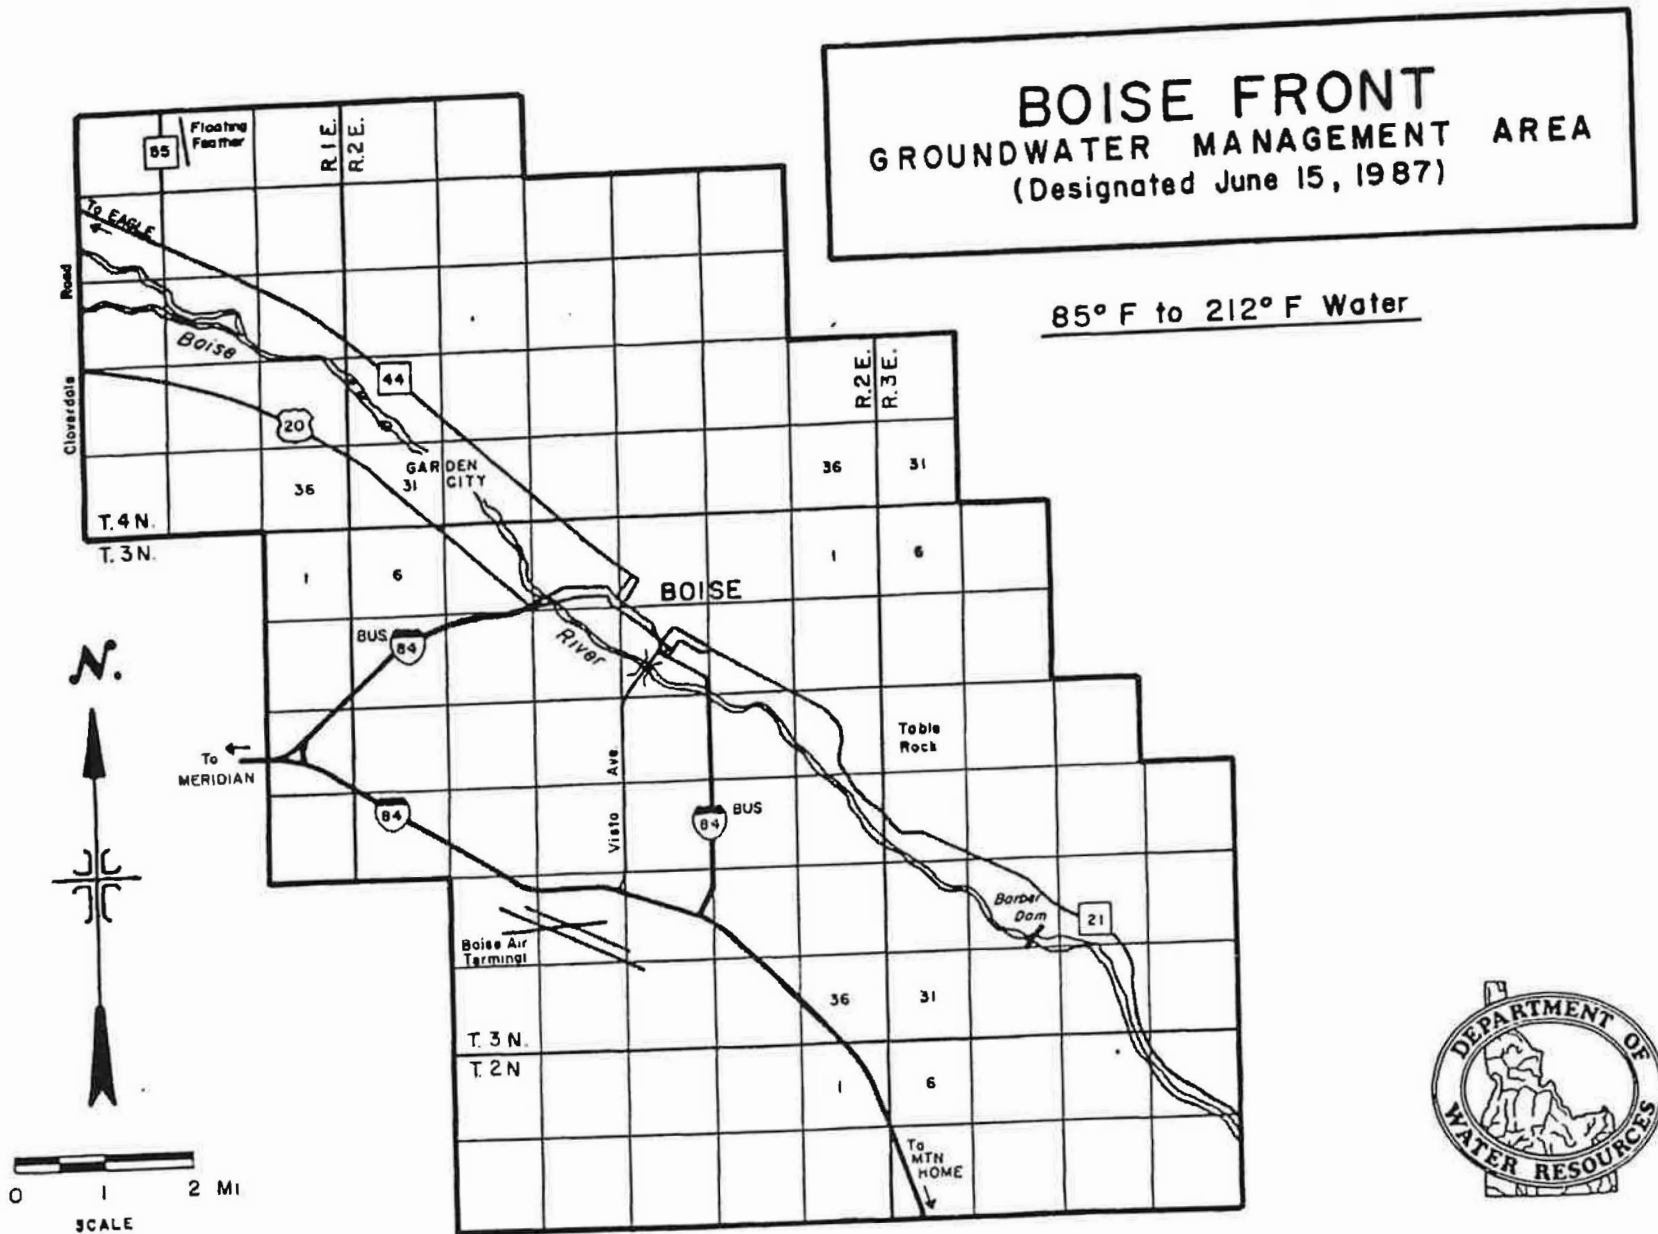 BOISE FRONT
GROUNDWATER MANAGEMENT AREA
(Designated June 15, 1987)
85° F to 212° F Water
55
Floating
Feather
R.1 E.
R.2 E.
To EAGLE
Road
Cloverdale
Boise
44
20
R.2 E.
R.3 E.
GARDEN
CITY
36
31
36
31
T.4 N.
T.3 N.
1
6
1
6
BOISE
BUS
84
River
N.
To
MERIDIAN
Table
Rock
Vista Ave.
84
84
BUS
Barber
Dam
21
Boise Air
Terminal
36
31
T. 3 N.
T. 2 N
1
6
To
MTN
HOME
0 1 2 MI
SCALE
DEPARTMENT OF
WATER RESOURCES